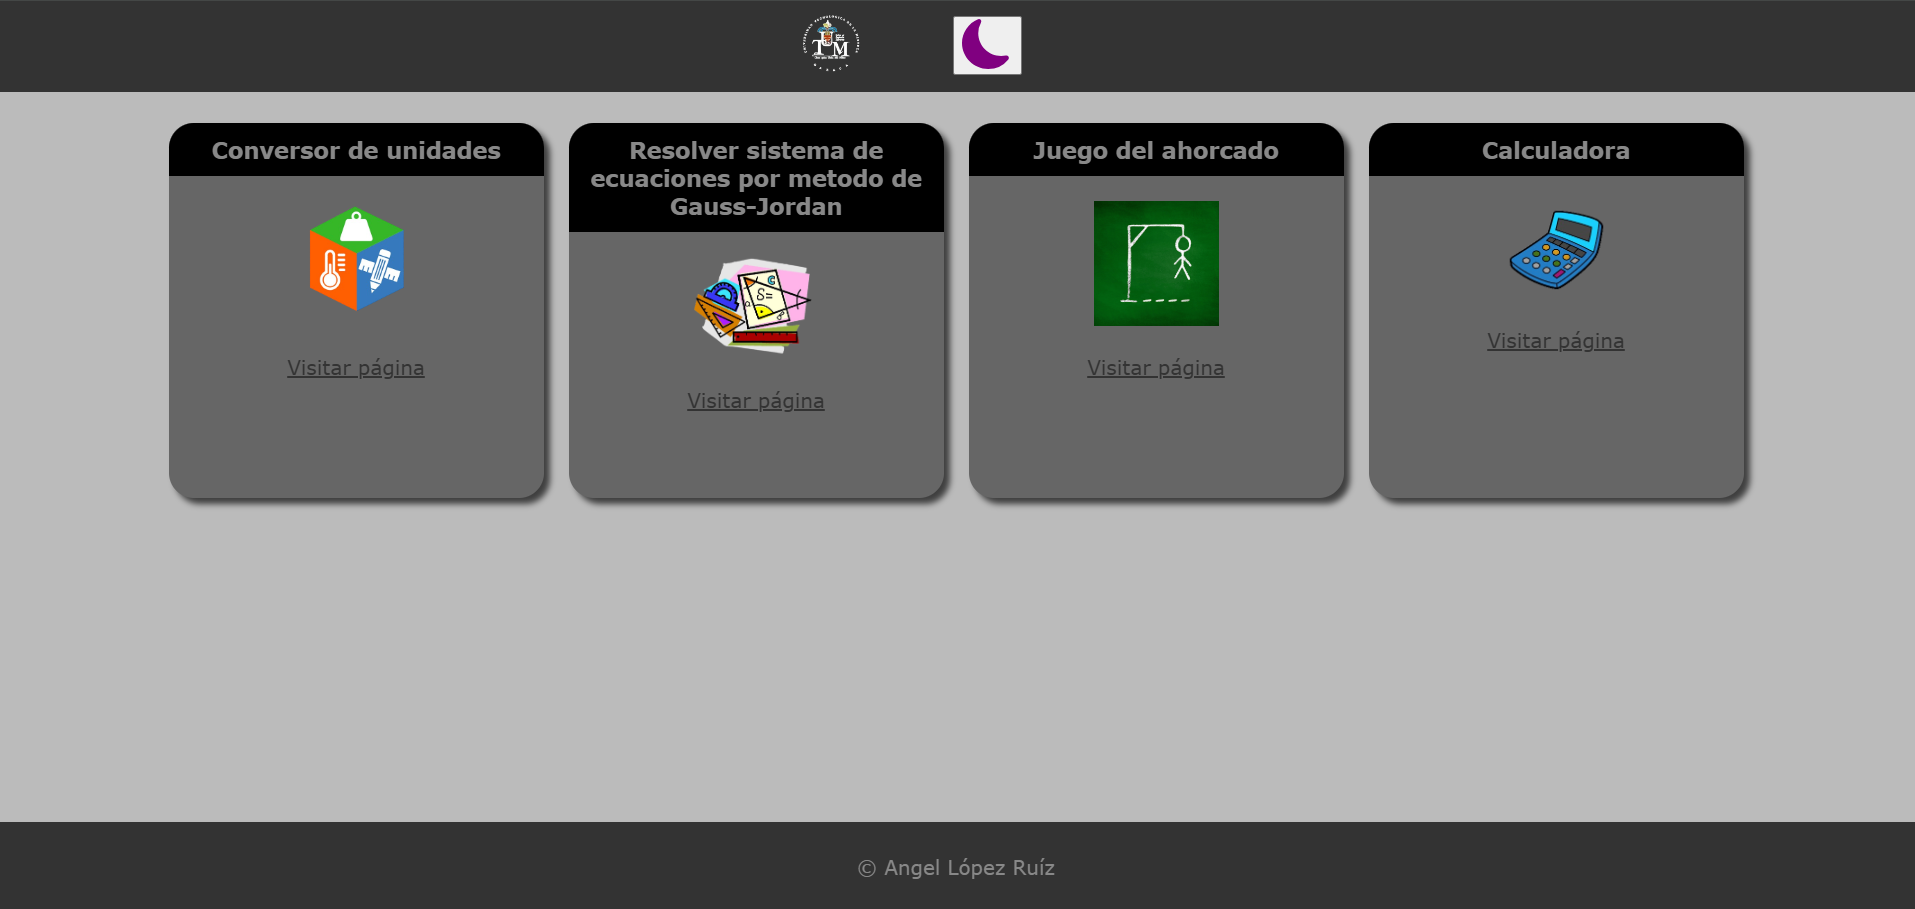 UTM
Conversor de unidades
Visitar página
Resolver sistema de
ecuaciones por metodo de
Gauss-Jordan
Visitar página
Juego del ahorcado
Visitar página
Calculadora
Visitar página
© Angel López Ruíz